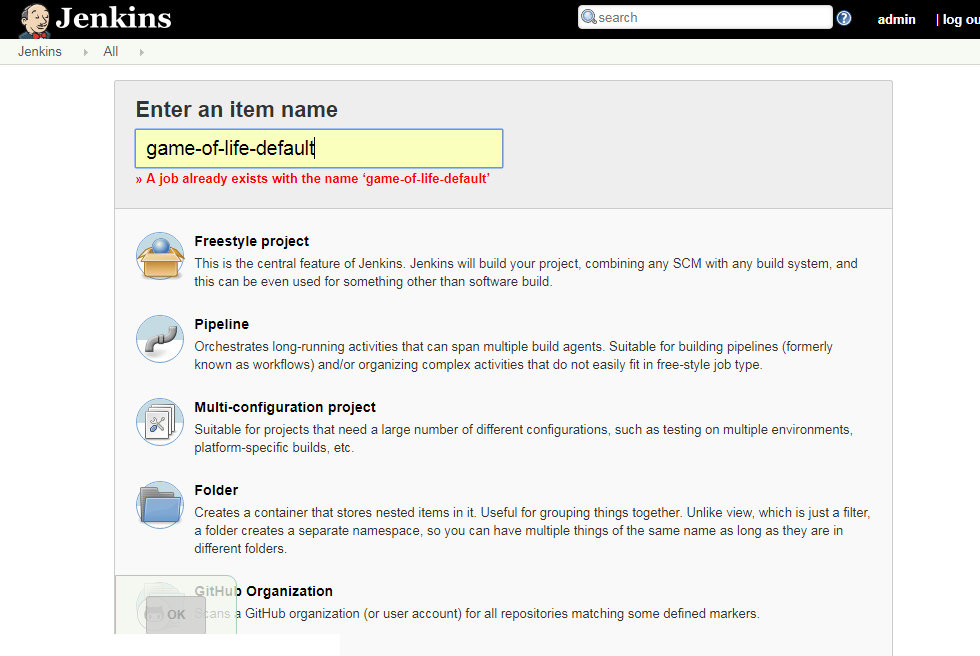 Jenkins
search
admin
| log ou
Jenkins
All
Enter an item name
game-of-life-default
» A job already exists with the name ‘game-of-life-default’
Freestyle project
This is the central feature of Jenkins. Jenkins will build your project, combining any SCM with any build system, and
this can be even used for something other than software build.
Pipeline
Orchestrates long-running activities that can span multiple build agents. Suitable for building pipelines (formerly
known as workflows) and/or organizing complex activities that do not easily fit in free-style job type.
Multi-configuration project
Suitable for projects that need a large number of different configurations, such as testing on multiple environments,
platform-specific builds, etc.
Folder
Creates a container that stores nested items in it. Useful for grouping things together. Unlike view, which is just a filter,
a folder creates a separate namespace, so you can have multiple things of the same name as long as they are in
different folders.
GitHub Organization
Scans a GitHub organization (or user account) for all repositories matching some defined markers.
OK